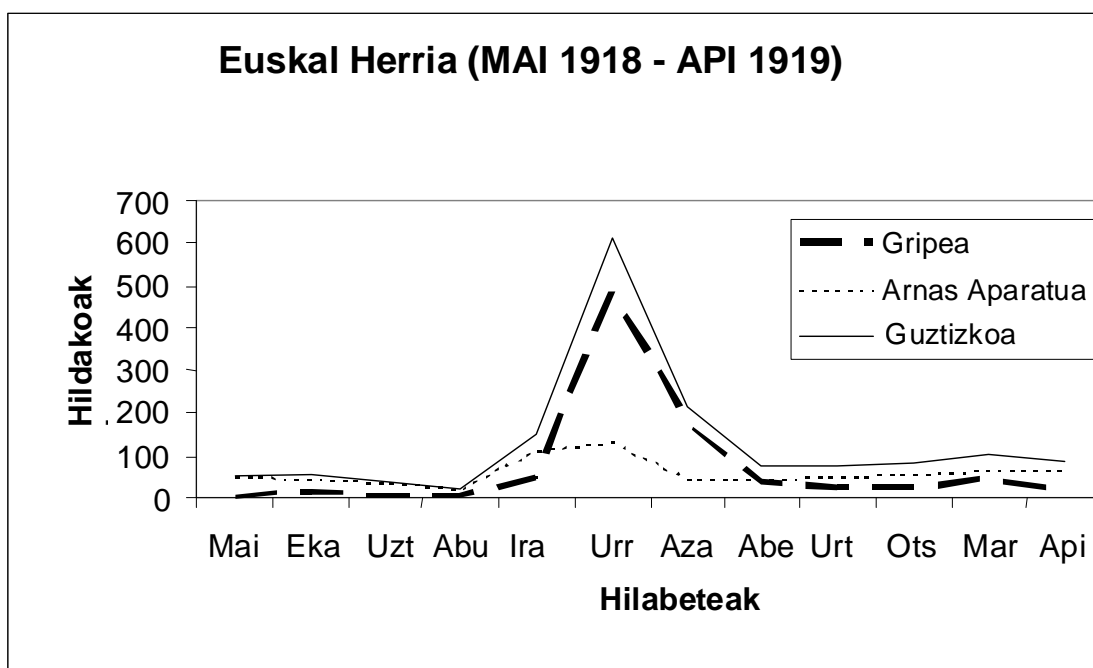 Euskal Herria (MAI 1918 - API 1919)
700
600
500
400
300
200
100
0
Hildakoak
Gripea
Arnas Aparatua
Guztizkoa
Mai Eka Uzt Abu Ira Urr Aza Abe Urt Ots Mar Api
Hilabeteak